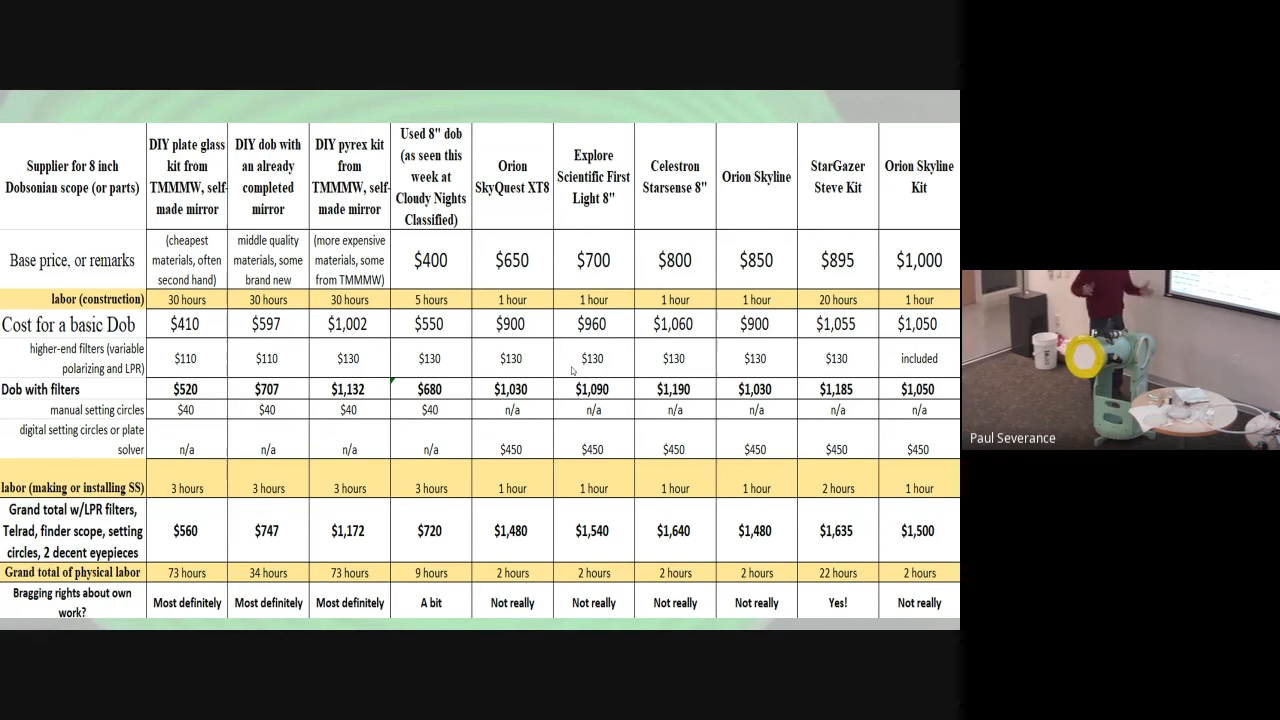 Supplier for 8 inch Dobsonian scope (or parts) DIY plate glass kit from TMMMW, self-made mirror DIY dob with an already completed mirror DIY pyrex kit from TMMMW, self-made mirror Used 8" dob (as seen this week at Cloudy Nights Classified) Orion SkyQuest XT8 Explore Scientific First Light 8" Celestron Starsense 8" Orion Skyline StarGazer Steve Kit Orion Skyline Kit
Base price, or remarks (cheapest materials, often second hand) middle quality materials, some brand new (more expensive materials, some from TMMMW) $400 $650 $700 $800 $850 $895 $1,000
labor (construction) 30 hours 30 hours 30 hours 5 hours 1 hour 1 hour 1 hour 1 hour 20 hours 1 hour
Cost for a basic Dob $410 $597 $1,002 $550 $900 $960 $1,060 $900 $1,055 $1,050
higher-end filters (variable polarizing and LPR) $110 $110 $130 $130 $130 $130 $130 $130 $130 included
Dob with filters $520 $707 $1,132 $680 $1,030 $1,090 $1,190 $1,030 $1,185 $1,050
manual setting circles $40 $40 $40 $40 n/a n/a n/a n/a n/a n/a
digital setting circles or plate solver n/a n/a n/a n/a $450 $450 $450 $450 $450 $450
labor (making or installing SS) 3 hours 3 hours 3 hours 3 hours 1 hour 1 hour 1 hour 1 hour 2 hours 1 hour
Grand total w/LPR filters, Telrad, finder scope, setting circles, 2 decent eyepieces $560 $747 $1,172 $720 $1,480 $1,540 $1,640 $1,480 $1,635 $1,500
Grand total of physical labor 73 hours 34 hours 73 hours 9 hours 2 hours 2 hours 2 hours 2 hours 22 hours 2 hours
Bragging rights about own work? Most definitely Most definitely Most definitely A bit Not really Not really Not really Not really Yes! Not really
Paul Severance